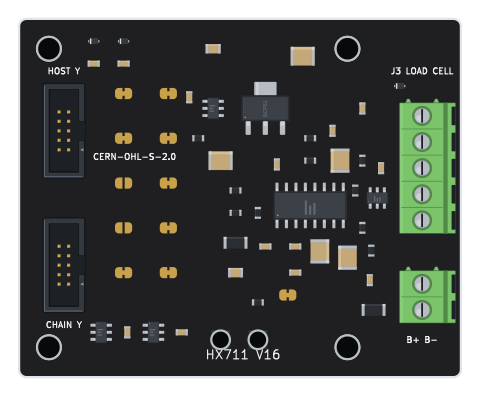 HOST Y
J3 LOAD CELL
CERN-OHL-S-2.0
CHAIN Y
B+ B-
HX711 V16